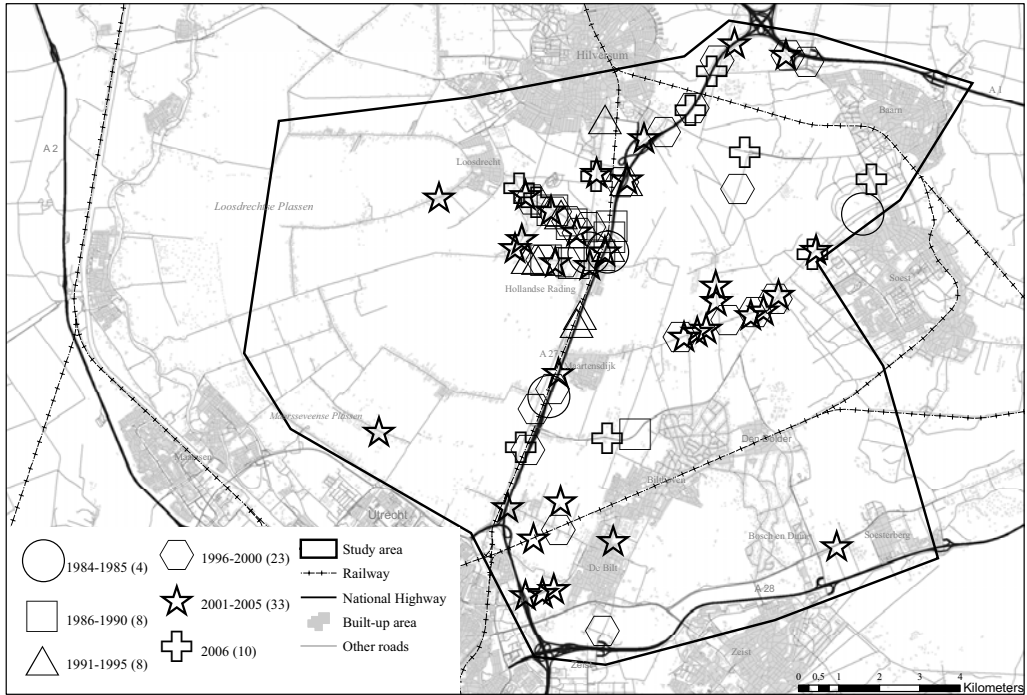 Hilversum
A 1
Baarn
A 2
Loosdrecht
Loosdrechtse Plassen
Soest
Hollandse Rading
A 27
Maartensdijk
Maarsseveense Plassen
Den Dolder
Maarssen
Bilthoven
Utrecht
Bosch en Duin
Soesterberg
De Bilt
A 28
Zeist
Zeist
1984-1985 (4)
1986-1990 (8)
1991-1995 (8)
1996-2000 (23)
2001-2005 (33)
2006 (10)
Study area
Railway
National Highway
Built-up area
Other roads
0 0,5 1 2 3 4
Kilometers